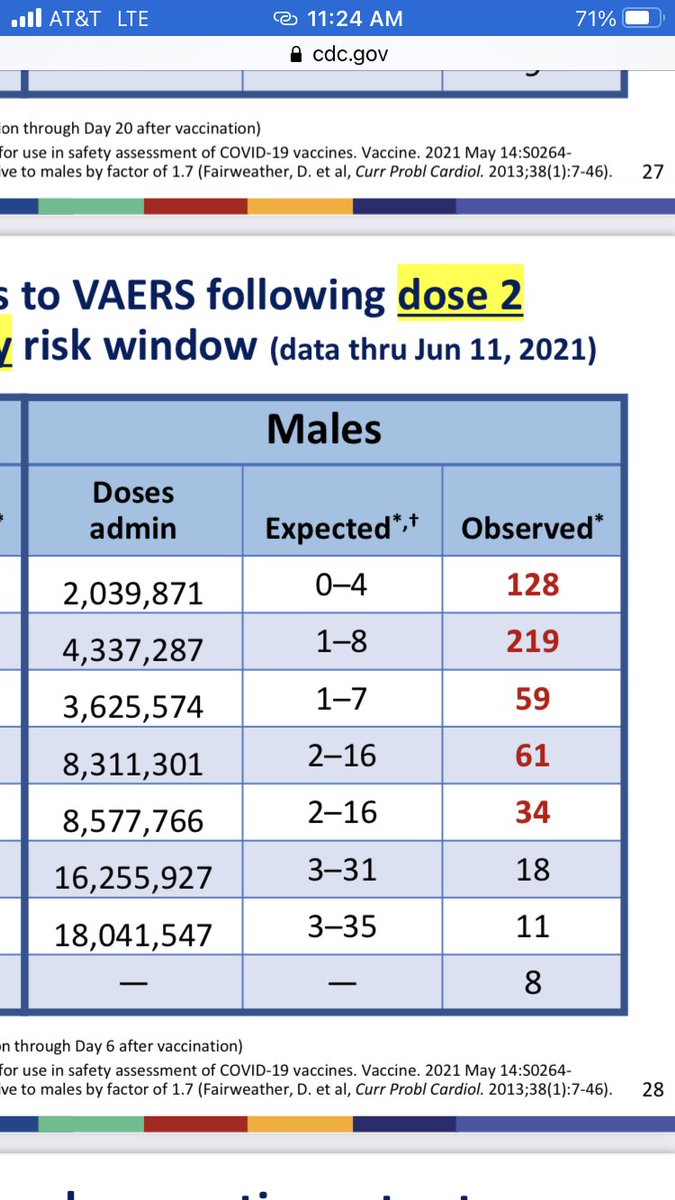 AT&T LTE 11:24 AM 71%
cdc.gov
ion through Day 20 after vaccination)
for use in safety assessment of COVID-19 vaccines. Vaccine. 2021 May 14:S0264-
ive to males by factor of 1.7 (Fairweather, D. et al, Curr Probl Cardiol. 2013;38(1):7-46). 27
s to VAERS following dose 2
y risk window (data thru Jun 11, 2021)
Males
Doses
admin
Expected*,†
Observed*
*
2,039,871 0–4 128
4,337,287 1–8 219
3,625,574 1–7 59
8,311,301 2–16 61
8,577,766 2–16 34
16,255,927 3–31 18
18,041,547 3–35 11
— — 8
on through Day 6 after vaccination)
for use in safety assessment of COVID-19 vaccines. Vaccine. 2021 May 14:S0264-
ive to males by factor of 1.7 (Fairweather, D. et al, Curr Probl Cardiol. 2013;38(1):7-46). 28